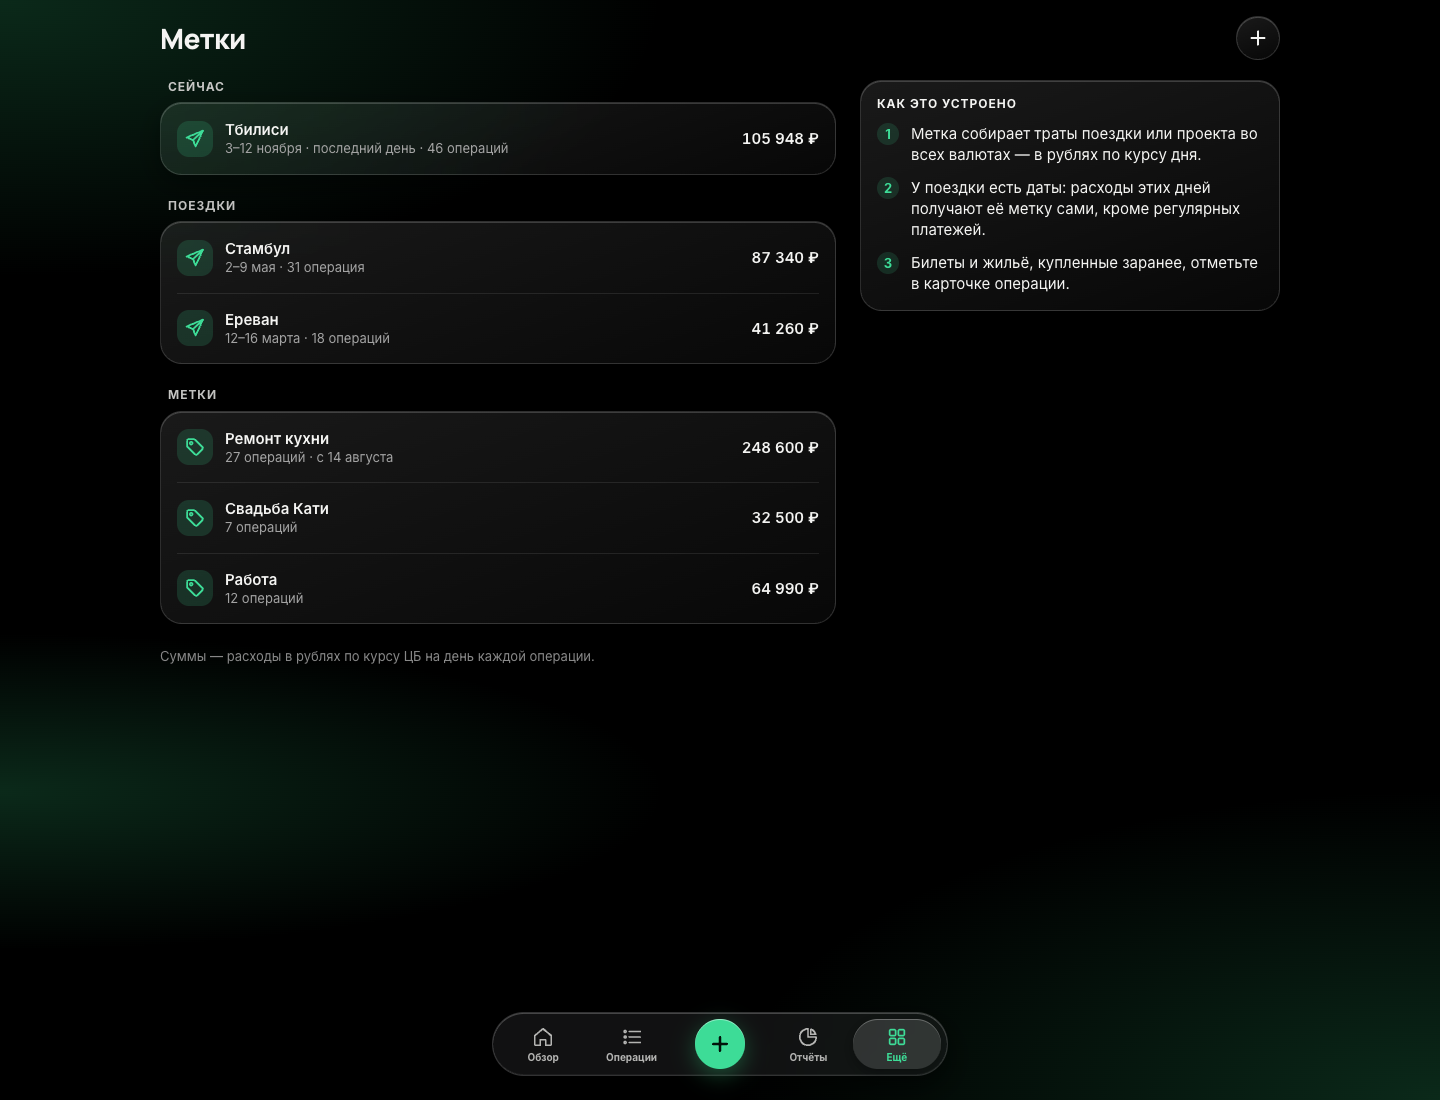 Метки
СЕЙЧАС
Тбилиси
3–12 ноября · последний день · 46 операций
105 948 ₽
ПОЕЗДКИ
Стамбул
2–9 мая · 31 операция
87 340 ₽
Ереван
12–16 марта · 18 операций
41 260 ₽
МЕТКИ
Ремонт кухни
27 операций · с 14 августа
248 600 ₽
Свадьба Кати
7 операций
32 500 ₽
Работа
12 операций
64 990 ₽
Суммы — расходы в рублях по курсу ЦБ на день каждой операции.
КАК ЭТО УСТРОЕНО
1 Метка собирает траты поездки или проекта во
всех валютах — в рублях по курсу дня.
2 У поездки есть даты: расходы этих дней
получают её метку сами, кроме регулярных
платежей.
3 Билеты и жильё, купленные заранее, отметьте
в карточке операции.
Обзор
Операции
Отчёты
Ещё